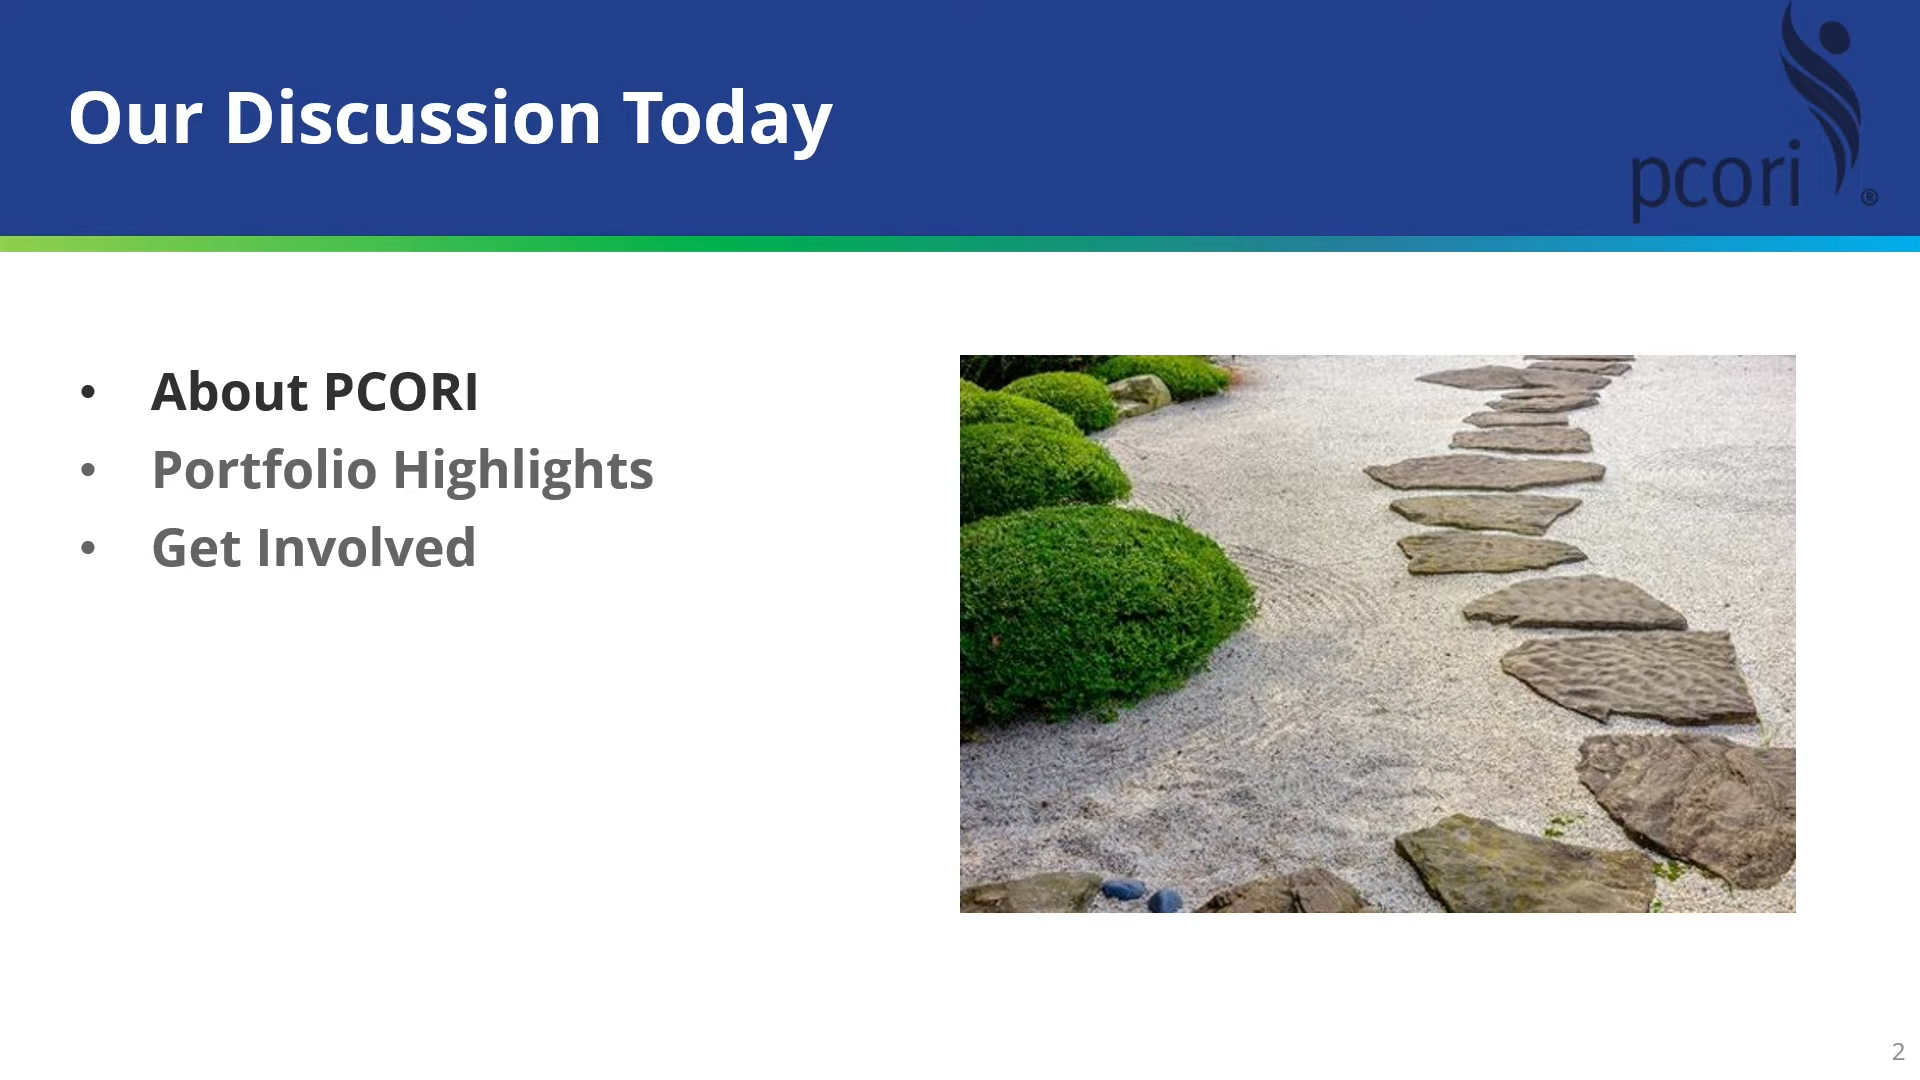 Our Discussion Today
pcori®
• About PCORI
• Portfolio Highlights
• Get Involved
2